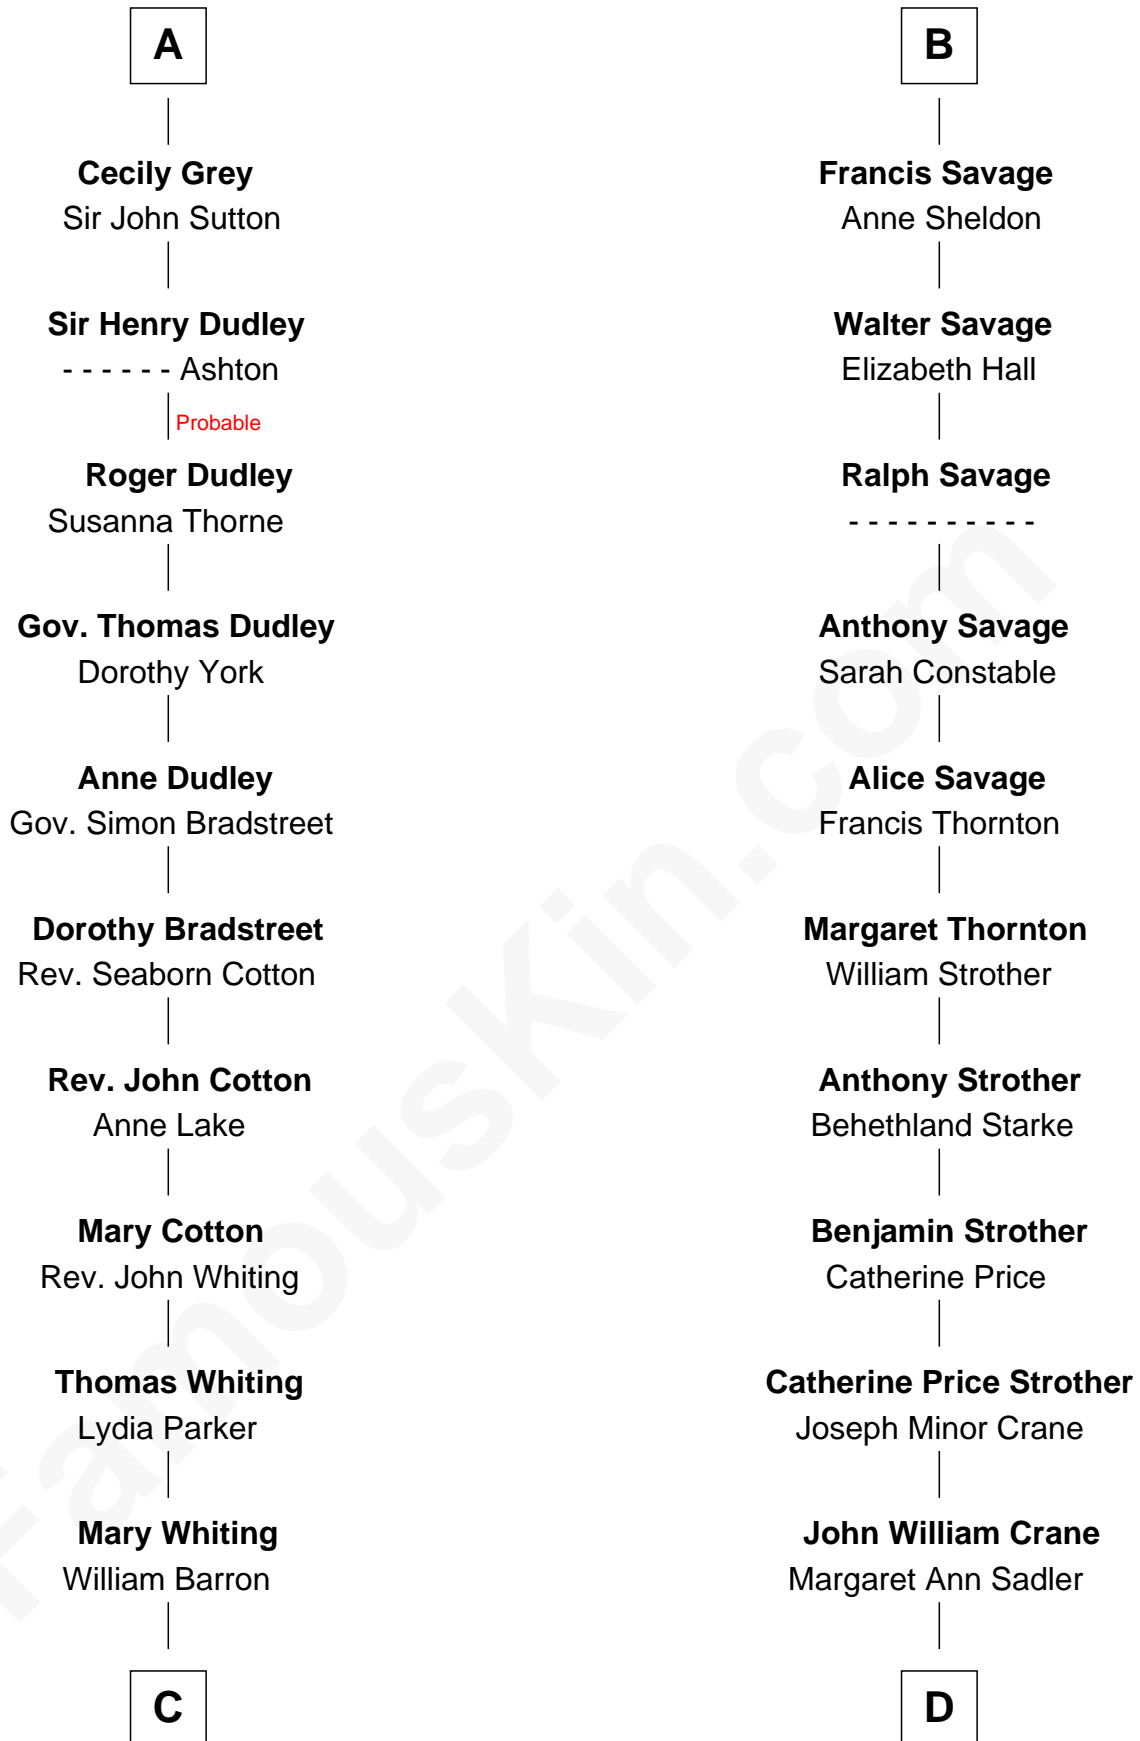 A
Cecily Grey
Sir John Sutton
Sir Henry Dudley
- - - - - - Ashton
Probable
Roger Dudley
Susanna Thorne
Gov. Thomas Dudley
Dorothy York
Anne Dudley
Gov. Simon Bradstreet
Dorothy Bradstreet
Rev. Seaborn Cotton
Rev. John Cotton
Anne Lake
Mary Cotton
Rev. John Whiting
Thomas Whiting
Lydia Parker
Mary Whiting
William Barron
C
B
Francis Savage
Anne Sheldon
Walter Savage
Elizabeth Hall
Ralph Savage
- - - - - - - - - -
Anthony Savage
Sarah Constable
Alice Savage
Francis Thornton
Margaret Thornton
William Strother
Anthony Strother
Behethland Starke
Benjamin Strother
Catherine Price
Catherine Price Strother
Joseph Minor Crane
John William Crane
Margaret Ann Sadler
D
FamousKin.com